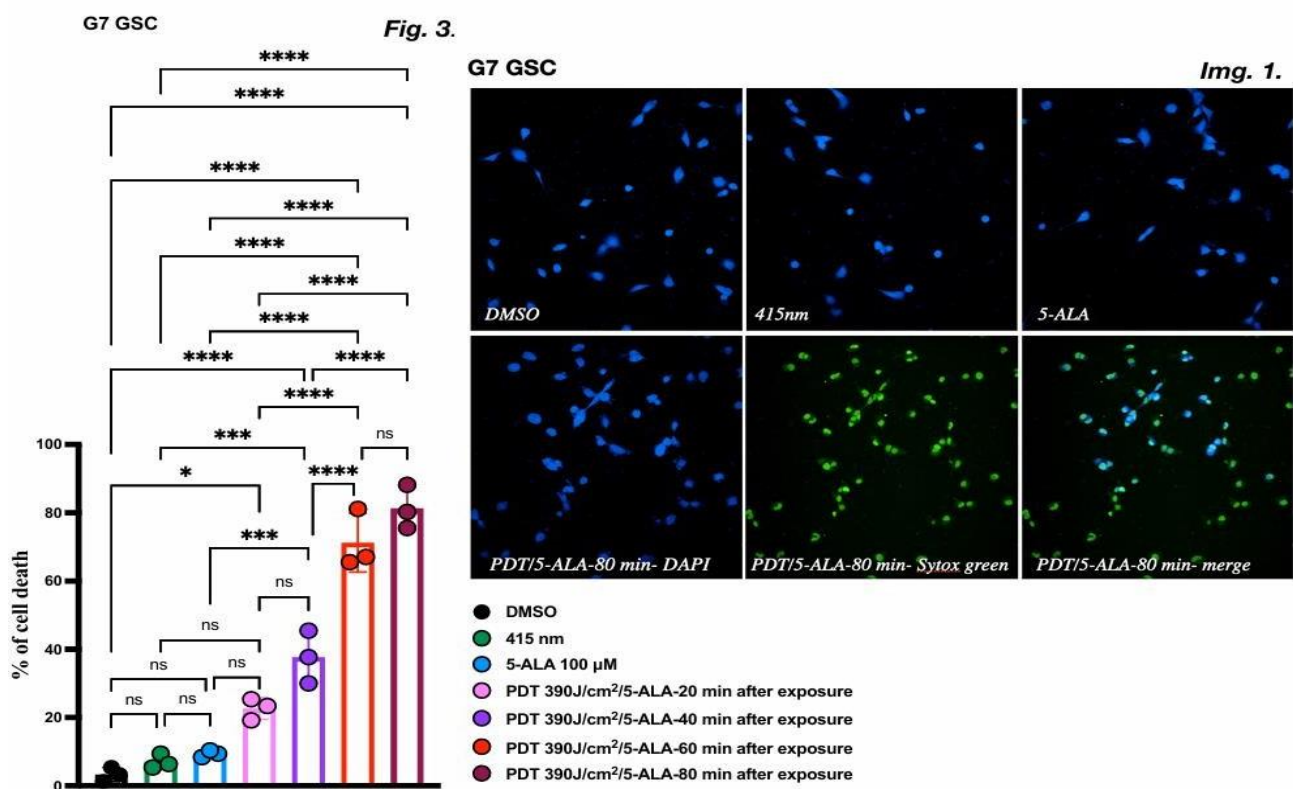 G7 GSC
Fig. 3.
****
****
****
****
****
****
****
****
****
****
***
ns
*
****
***
ns
ns
ns
ns
ns
ns
100
80
60
40
20
0
% of cell death
G7 GSC
Img. 1.
DMSO
415nm
5-ALA
PDT/5-ALA-80 min- DAPI
PDT/5-ALA-80 min- Sytox green
PDT/5-ALA-80 min- merge
DMSO
415 nm
5-ALA 100 µM
PDT 390J/cm²/5-ALA-20 min after exposure
PDT 390J/cm²/5-ALA-40 min after exposure
PDT 390J/cm²/5-ALA-60 min after exposure
PDT 390J/cm²/5-ALA-80 min after exposure